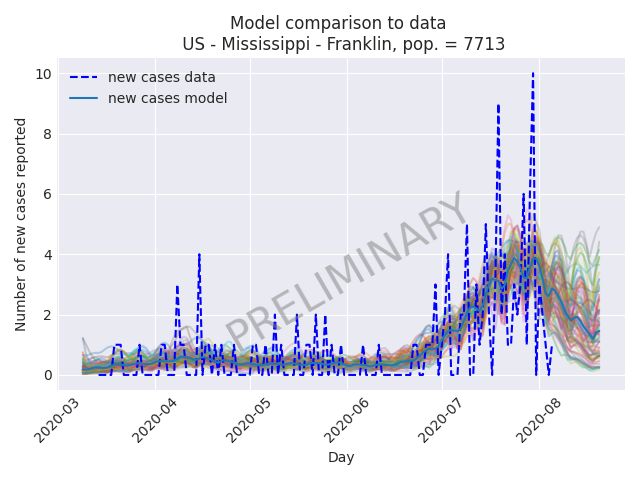 Model comparison to data
US - Mississippi - Franklin, pop. = 7713
new cases data
new cases model
PRELIMINARY
Number of new cases reported
10
8
6
4
2
0
2020-03
2020-04
2020-05
2020-06
2020-07
2020-08
Day